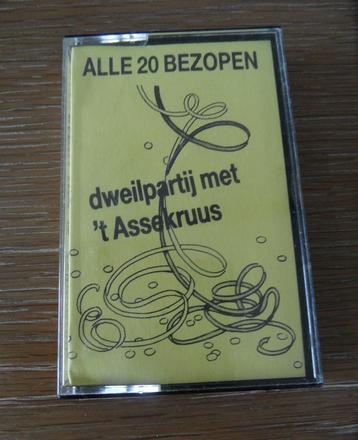 ALLE 20 BEZOPEN
dweilpartij met
't Assekruus